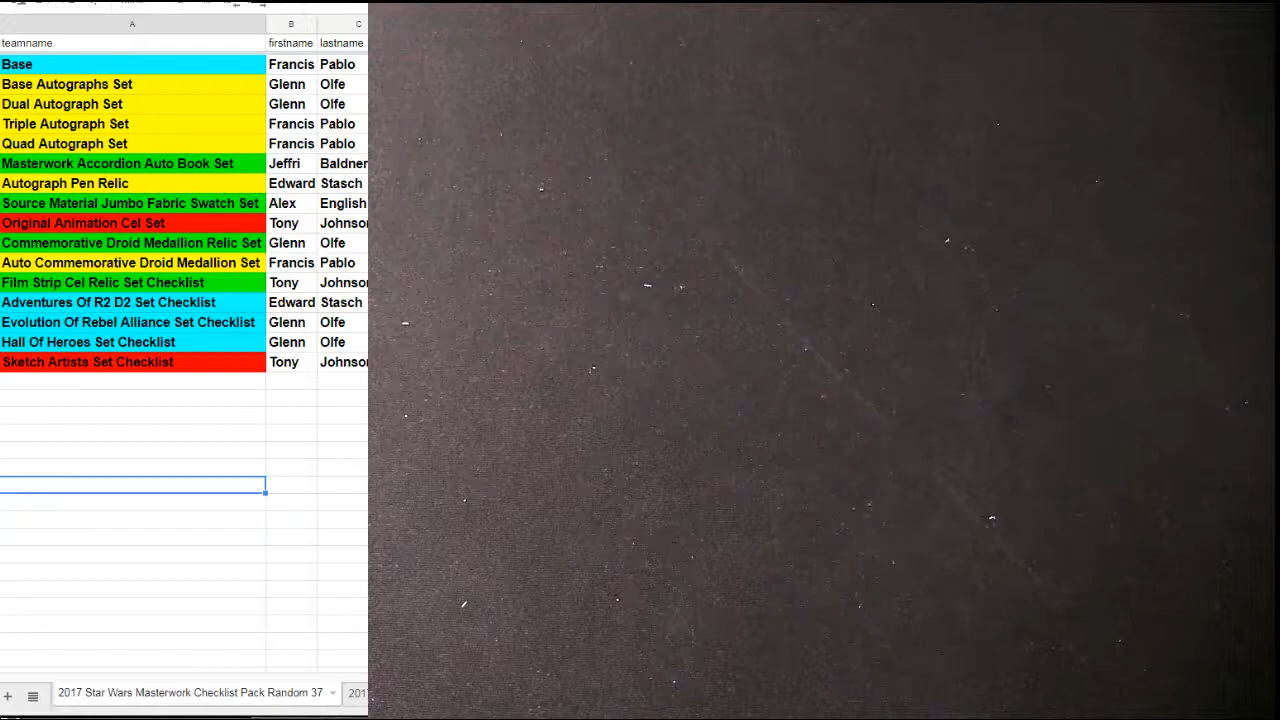 A B C
teamname firstname lastname
Base Francis Pablo
Base Autographs Set Glenn Olfe
Dual Autograph Set Glenn Olfe
Triple Autograph Set Francis Pablo
Quad Autograph Set Francis Pablo
Masterwork Accordion Auto Book Set Jeffri Baldner
Autograph Pen Relic Edward Stasch
Source Material Jumbo Fabric Swatch Set Alex English
Original Animation Cel Set Tony Johnso
Commemorative Droid Medallion Relic Set Glenn Olfe
Auto Commemorative Droid Medallion Set Francis Pablo
Film Strip Cel Relic Set Checklist Tony Johnso
Adventures Of R2 D2 Set Checklist Edward Stasch
Evolution Of Rebel Alliance Set Checklist Glenn Olfe
Hall Of Heroes Set Checklist Glenn Olfe
Sketch Artists Set Checklist Tony Johnso
2017 Star Wars Masterwork Checklist Pack Random 37 201